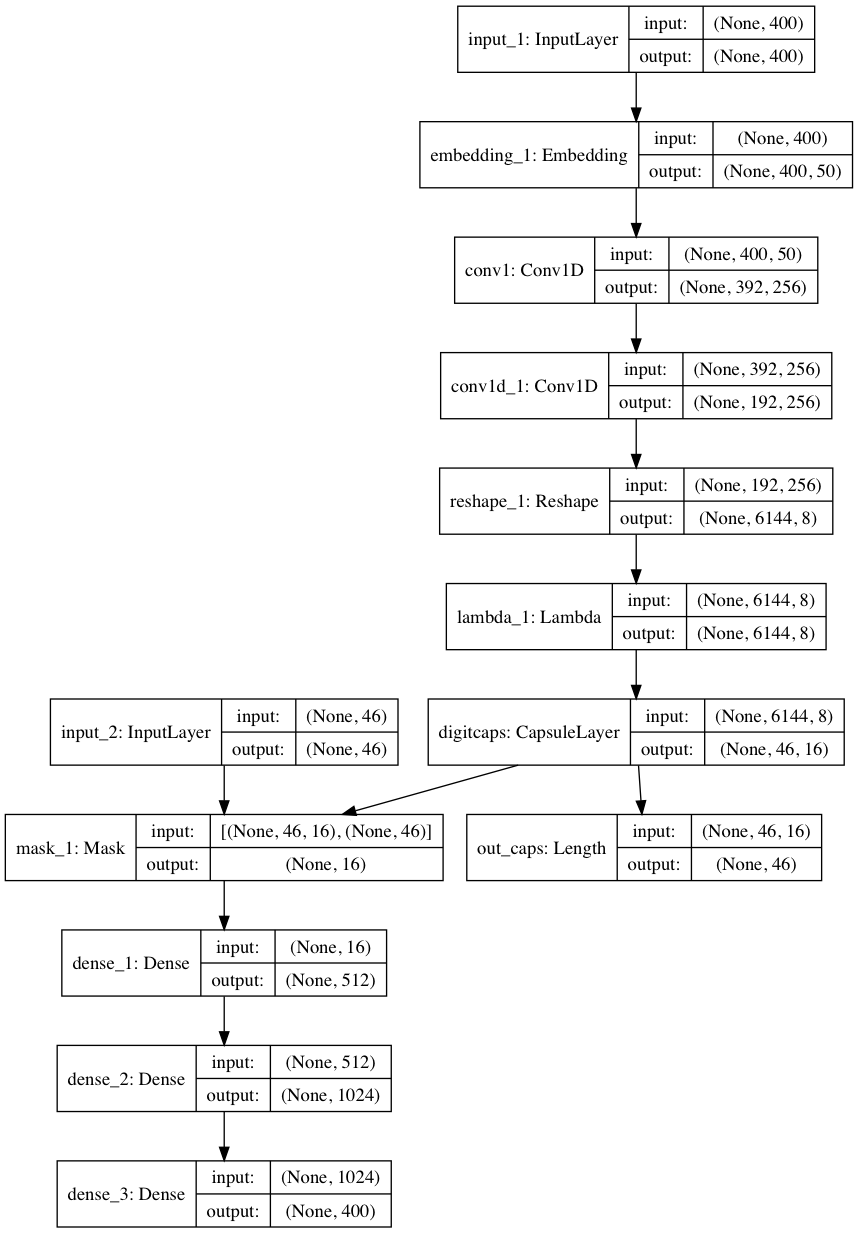 input_1: InputLayer
input: (None, 400)
output: (None, 400)
embedding_1: Embedding
input: (None, 400)
output: (None, 400, 50)
conv1: Conv1D
input: (None, 400, 50)
output: (None, 392, 256)
conv1d_1: Conv1D
input: (None, 392, 256)
output: (None, 192, 256)
reshape_1: Reshape
input: (None, 192, 256)
output: (None, 6144, 8)
lambda_1: Lambda
input: (None, 6144, 8)
output: (None, 6144, 8)
input_2: InputLayer
input: (None, 46)
output: (None, 46)
digitcaps: CapsuleLayer
input: (None, 6144, 8)
output: (None, 46, 16)
mask_1: Mask
input: [(None, 46, 16), (None, 46)]
output: (None, 16)
out_caps: Length
input: (None, 46, 16)
output: (None, 46)
dense_1: Dense
input: (None, 16)
output: (None, 512)
dense_2: Dense
input: (None, 512)
output: (None, 1024)
dense_3: Dense
input: (None, 1024)
output: (None, 400)